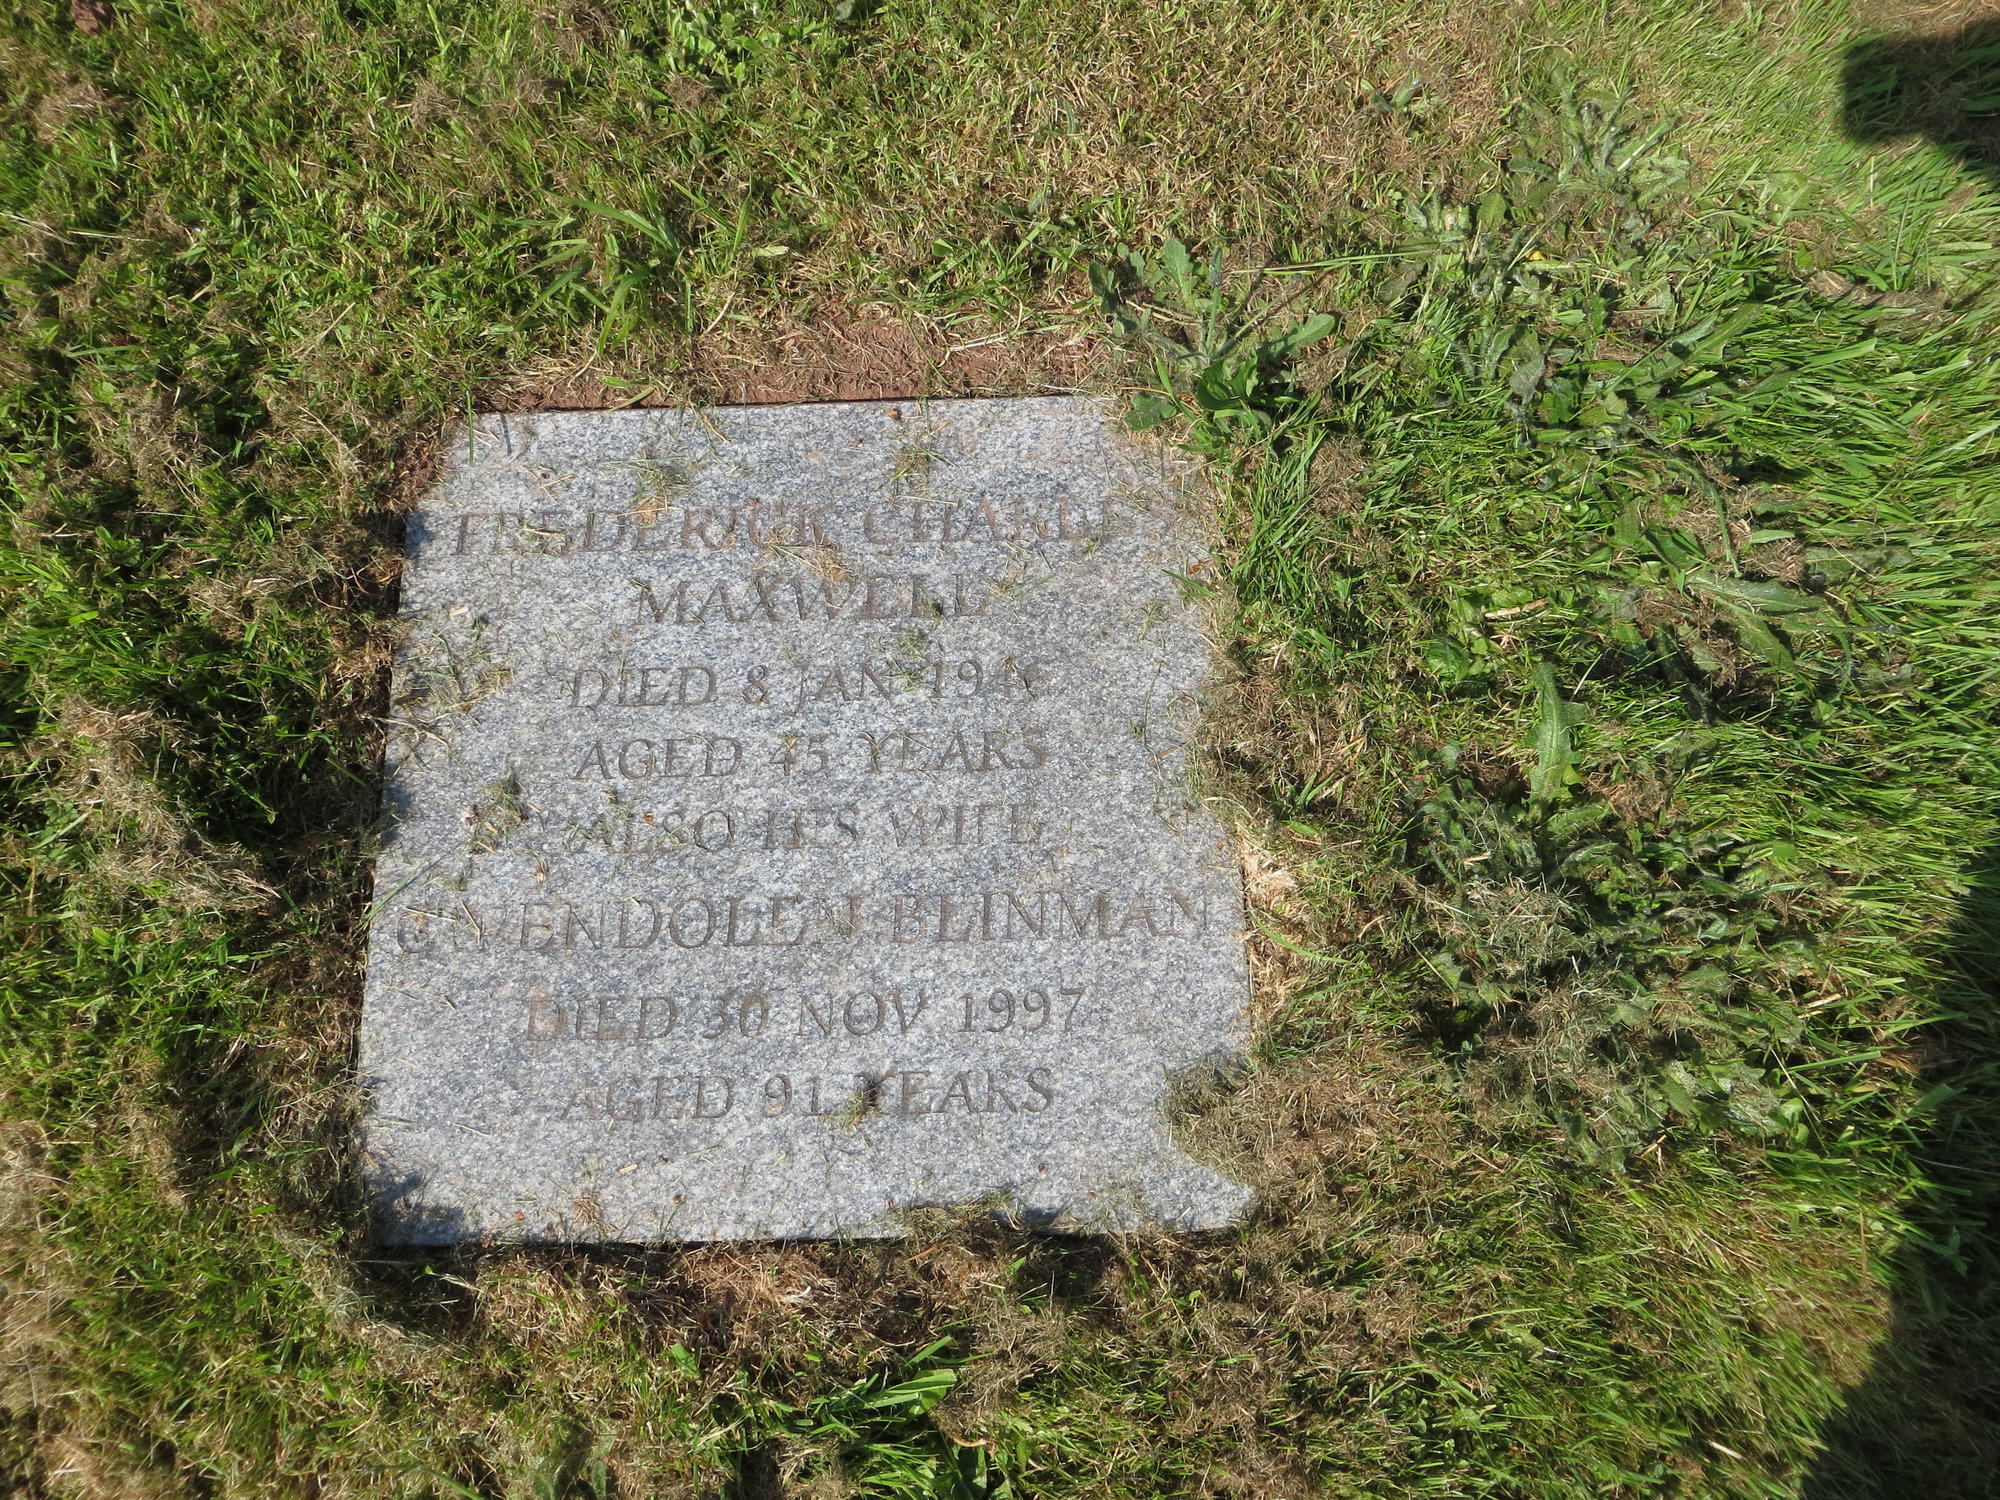 FREDERICK CHARLES
MAXWELL
DIED 8 JAN
AGED 45 YEARS
ALSO HIS WIFE
GWENDOLEN BLINMAN
DIED 30 NOV 1997
AGED 91 YEARS